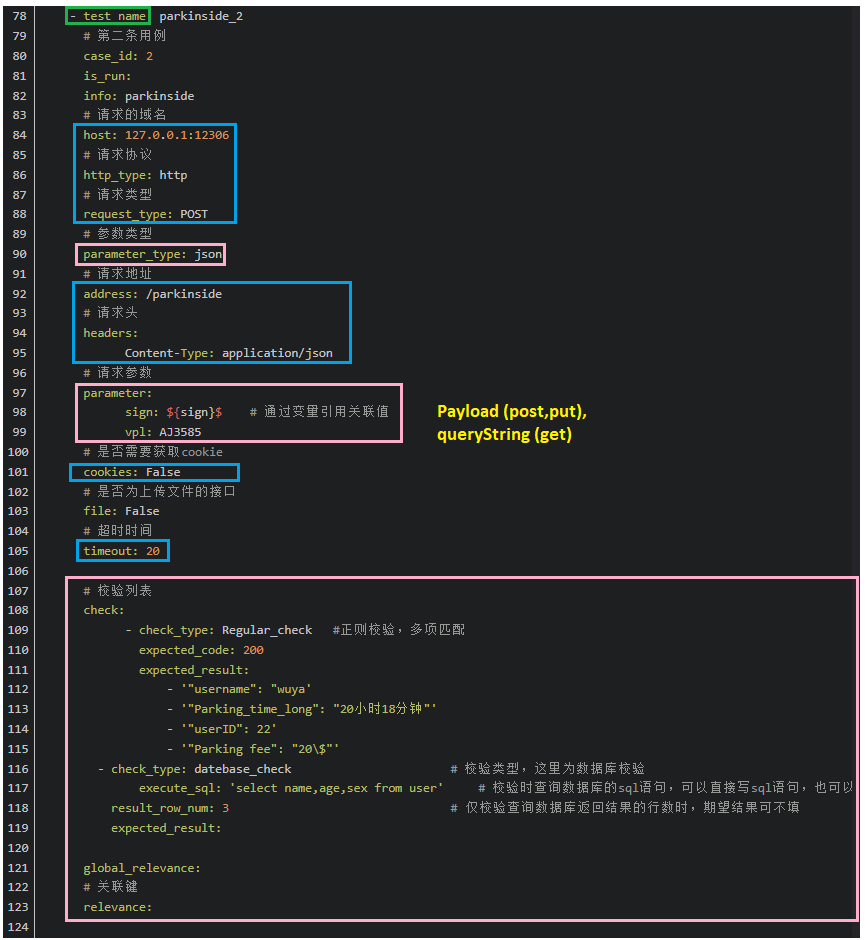 78 - test name parkinside_2
79 # 第二条用例
80 case_id: 2
81 is_run:
82 info: parkinside
83 # 请求的域名
84 host: 127.0.0.1:12306
85 # 请求协议
86 http_type: http
87 # 请求类型
88 request_type: POST
89 # 参数类型
90 parameter_type: json
91 # 请求地址
92 address: /parkinside
93 # 请求头
94 headers:
95 Content-Type: application/json
96 # 请求参数
97 parameter:
98 sign: ${sign}$ # 通过变量引用关联值
99 vpl: AJ3585
Payload (post,put),
queryString (get)
100 # 是否需要获取cookie
101 cookies: False
102 # 是否为上传文件的接口
103 file: False
104 # 超时时间
105 timeout: 20
106
107 # 校验列表
108 check:
109 - check_type: Regular_check #正则校验，多项匹配
110 expected_code: 200
111 expected_result:
112 - '"username": "wuya'
113 - '"Parking_time_long": "20小时18分钟"'
114 - '"userID": 22'
115 - '"Parking fee": "20\$"'
116 - check_type: datebase_check # 校验类型，这里为数据库校验
117 execute_sql: 'select name,age,sex from user' # 校验时查询数据库的sql语句，可以直接写sql语句，也可以
118 result_row_num: 3 # 仅校验查询数据库返回结果的行数时，期望结果可不填
119 expected_result:
120
121 global_relevance:
122 # 关联键
123 relevance:
124